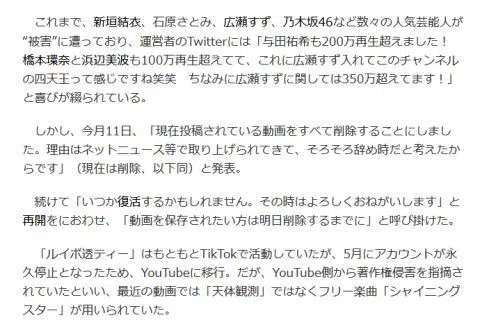 これまで、新垣結衣、石原さとみ、広瀬すず、乃木坂46など数々の人気芸能人が
“被害”に遭っており、運営者のTwitterには「与田祐希も200万再生超えました！
橋本環奈と浜辺美波も100万再生超えてて、これに広瀬すず入れてこのチャンネル
の四天王って感じですね笑笑　ちなみに広瀬すずに関しては350万超えてます！」
と喜びが綴られている。
しかし、今月11日、「現在投稿されている動画をすべて削除することにしまし
た。理由はネットニュース等で取り上げられてきて、そろそろ辞め時だと考えたか
らです」（現在は削除、以下同）と発表。
続けて「いつか復活するかもしれません。その時はよろしくおねがいします」と
再開をにおわせ、「動画を保存されたい方は明日削除するまでに」と呼び掛けた。
「ルイボ透ティー」はもともとTikTokで活動していたが、5月にアカウントが永
久停止となったため、YouTubeに移行。だが、YouTube側から著作権侵害を指摘さ
れていたといい、最近の動画では「天体観測」ではなくフリー楽曲「シャイニング
スター」が用いられていた。